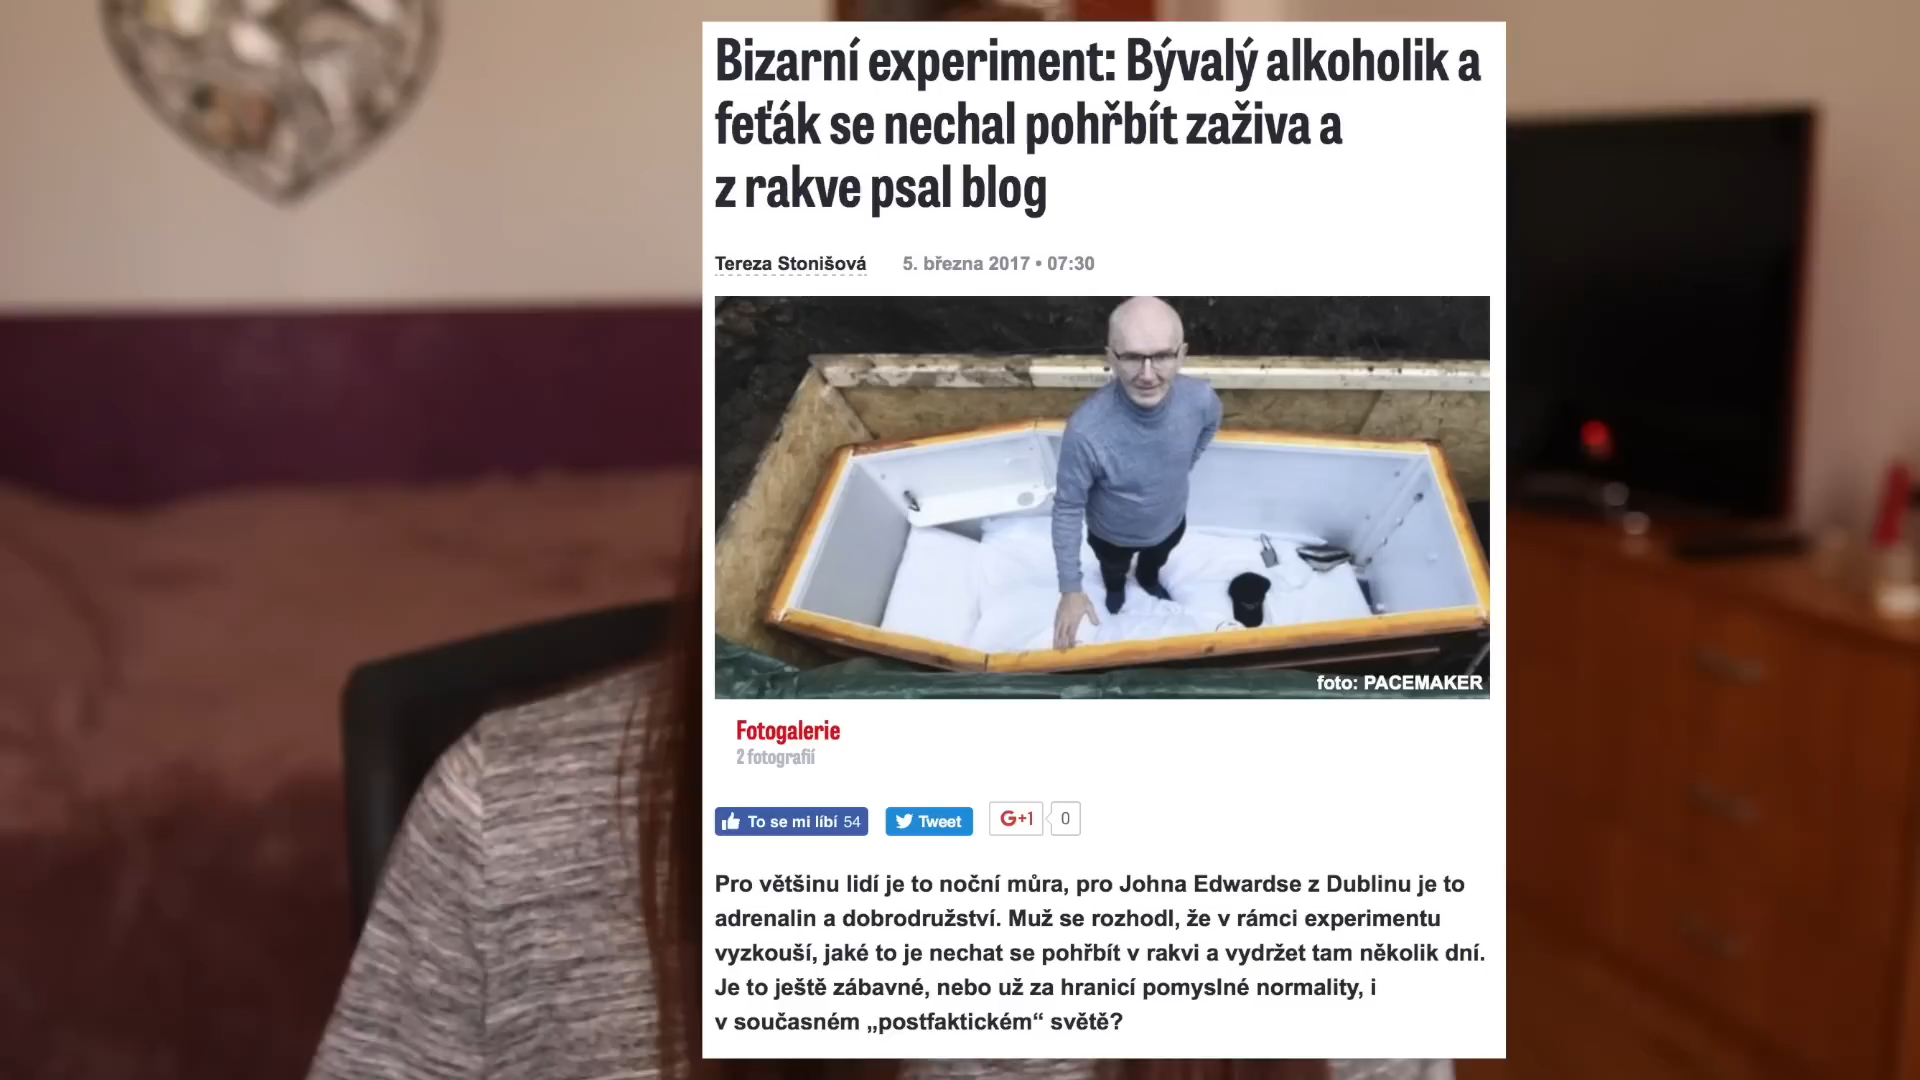 Bizarní experiment: Bývalý alkoholik a
feťák se nechal pohřbít zaživa a
z rakve psal blog
Tereza Stonišová 5. března 2017 • 07:30
foto: PACEMAKER
Fotogalerie
2 fotografií
To se mi líbí 54 Tweet G+1 0
Pro většinu lidí je to noční můra, pro Johna Edwardse z Dublinu je to
adrenalin a dobrodružství. Muž se rozhodl, že v rámci experimentu
vyzkouší, jaké to je nechat se pohřbít v rakvi a vydržet tam několik dní.
Je to ještě zábavné, nebo už za hranicí pomyslné normality, i
v současném „postfaktickém“ světě?